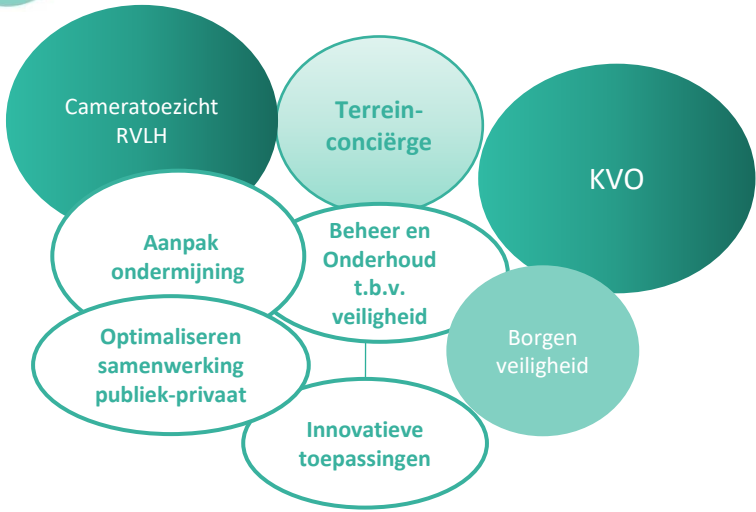 Cameratoezicht
RVLH
Terrein-
conciërge
KVO
Aanpak
ondermijning
Beheer en
Onderhoud
t.b.v.
veiligheid
Optimaliseren
samenwerking
publiek-privaat
Borgen
veiligheid
Innovatieve
toepassingen